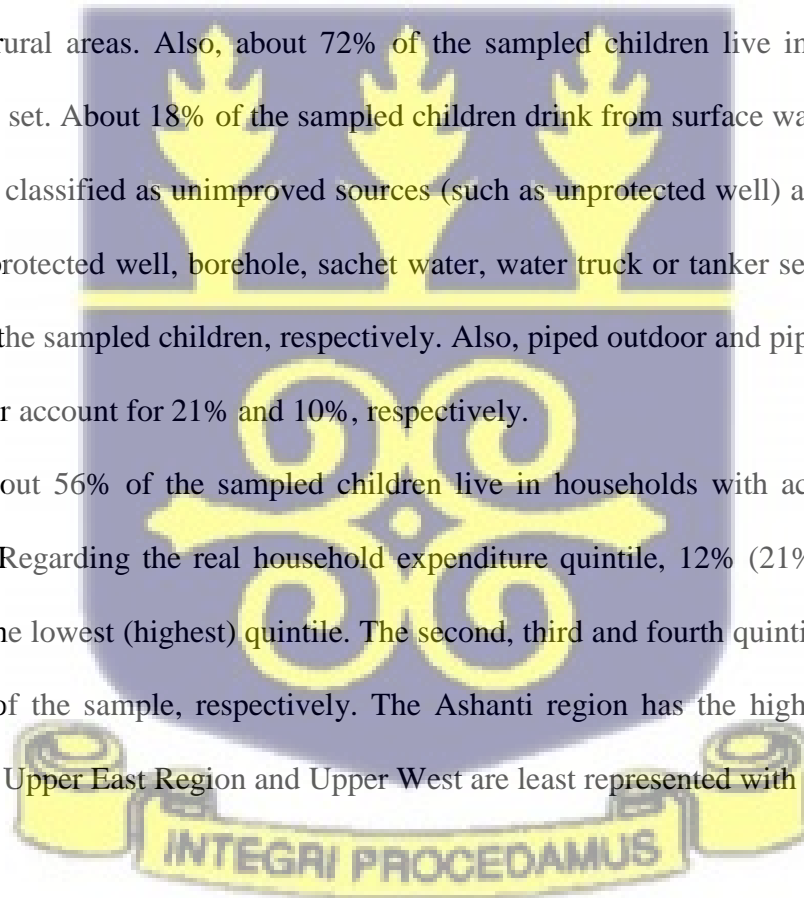 rural areas. Also, about 72% of the sampled children live in
set. About 18% of the sampled children drink from surface wa
classified as unimproved sources (such as unprotected well) a
protected well, borehole, sachet water, water truck or tanker se
the sampled children, respectively. Also, piped outdoor and pip
r account for 21% and 10%, respectively.
out 56% of the sampled children live in households with ac
Regarding the real household expenditure quintile, 12% (21%
he lowest (highest) quintile. The second, third and fourth quinti
of the sample, respectively. The Ashanti region has the high
Upper East Region and Upper West are least represented with
INTEGRI PROCEDAMUS